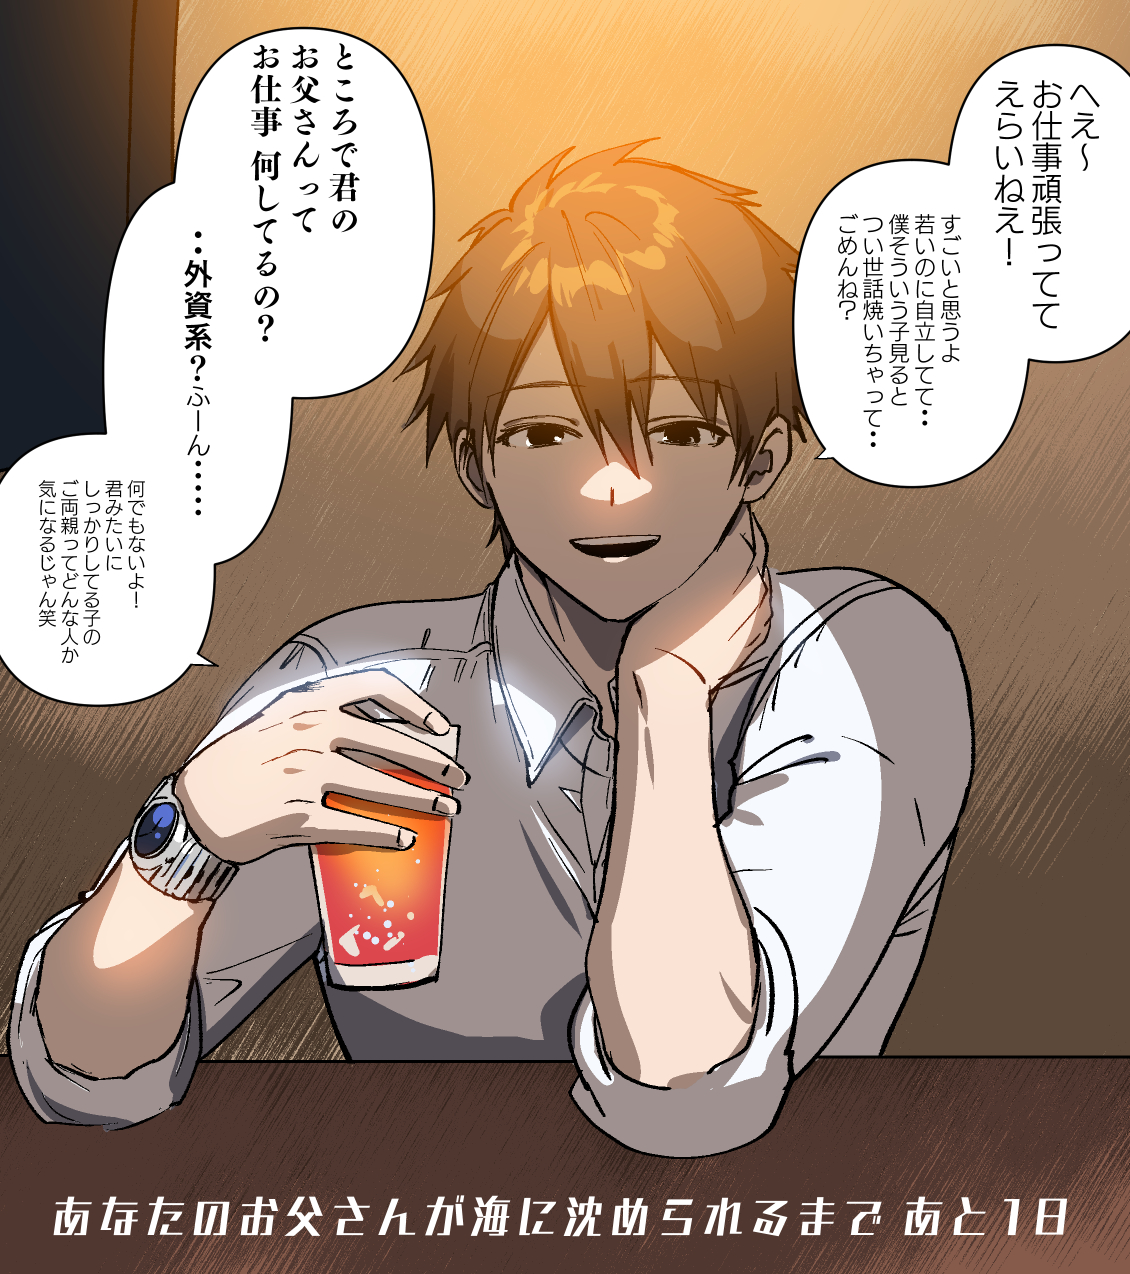 へえ〜
お仕事頑張ってて
えらいねえ！
すごいと思うよ
若いのに自立してて・・
僕そういう子見ると
つい世話焼いちゃって・・
ごめんね？
ところで君の
お父さんって
お仕事 何してるの？
・・外資系？ふーん・・・・・
何でもないよ！
君みたいに
しっかりしてる子の
ご両親ってどんな人か
気になるじゃん笑
あなたのお父さんが海に沈められるまで あと1日